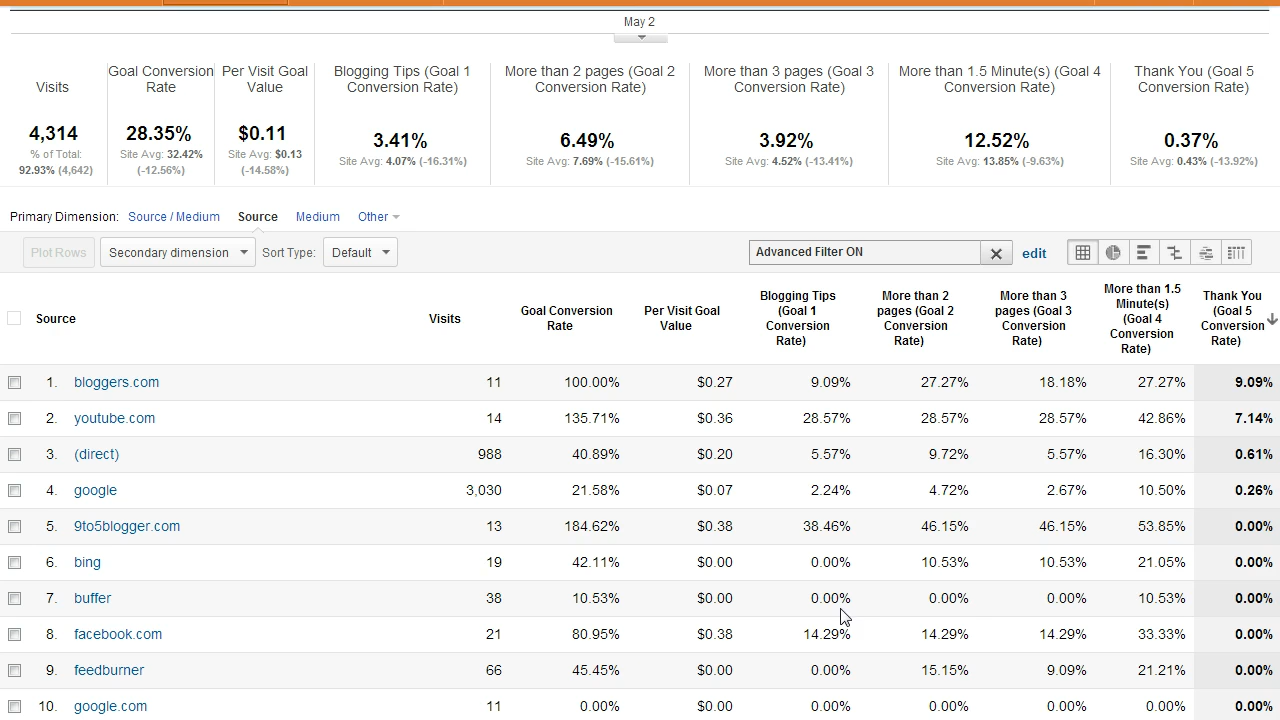 May 2
Visits
4,314
% of Total:
92.93% (4,642)
Goal Conversion
Rate
28.35%
Site Avg: 32.42%
(-12.56%)
Per Visit Goal
Value
$0.11
Site Avg: $0.13
(-14.58%)
Blogging Tips (Goal 1
Conversion Rate)
3.41%
Site Avg: 4.07% (-16.31%)
More than 2 pages (Goal 2
Conversion Rate)
6.49%
Site Avg: 7.69% (-15.61%)
More than 3 pages (Goal 3
Conversion Rate)
3.92%
Site Avg: 4.52% (-13.41%)
More than 1.5 Minute(s) (Goal 4
Conversion Rate)
12.52%
Site Avg: 13.85% (-9.63%)
Thank You (Goal 5
Conversion Rate)
0.37%
Site Avg: 0.43% (-13.92%)
Primary Dimension: Source / Medium Source Medium Other
Plot Rows Secondary dimension Sort Type: Default Advanced Filter ON edit
Source
Visits
Goal Conversion
Rate
Per Visit Goal
Value
Blogging Tips
(Goal 1
Conversion
Rate)
More than 2
pages (Goal 2
Conversion
Rate)
More than 3
pages (Goal 3
Conversion
Rate)
More than 1.5
Minute(s)
(Goal 4
Conversion
Rate)
Thank You
(Goal 5
Conversion
Rate)
1. bloggers.com 11 100.00% $0.27 9.09% 27.27% 18.18% 27.27% 9.09%
2. youtube.com 14 135.71% $0.36 28.57% 28.57% 28.57% 42.86% 7.14%
3. (direct) 988 40.89% $0.20 5.57% 9.72% 5.57% 16.30% 0.61%
4. google 3,030 21.58% $0.07 2.24% 4.72% 2.67% 10.50% 0.26%
5. 9to5blogger.com 13 184.62% $0.38 38.46% 46.15% 46.15% 53.85% 0.00%
6. bing 19 42.11% $0.00 0.00% 10.53% 10.53% 21.05% 0.00%
7. buffer 38 10.53% $0.00 0.00% 0.00% 0.00% 10.53% 0.00%
8. facebook.com 21 80.95% $0.38 14.29% 14.29% 14.29% 33.33% 0.00%
9. feedburner 66 45.45% $0.00 0.00% 15.15% 9.09% 21.21% 0.00%
10. google.com 11 0.00% $0.00 0.00% 0.00% 0.00% 0.00% 0.00%